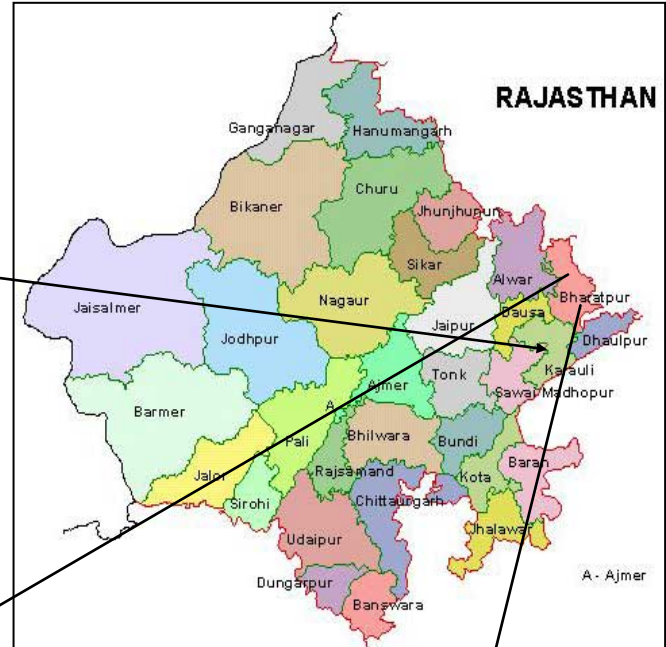 RAJASTHAN
Ganganagar
Hanumangarh
Churu
Bikaner
Jhunjhunun
Sikar
Alwar
Bharatpur
Jaisalmer
Nagaur
Jaipur
Dausa
Dhaulpur
Jodhpur
Karauli
Ajmer
Tonk
Sawai Madhopur
Barmer
A
Pali
Bhilwara
Bundi
Baran
Jalor
Rajsamand
Kota
Sirohi
Chittaurgarh
Jhalawar
Udaipur
A - Ajmer
Dungarpur
Banswara